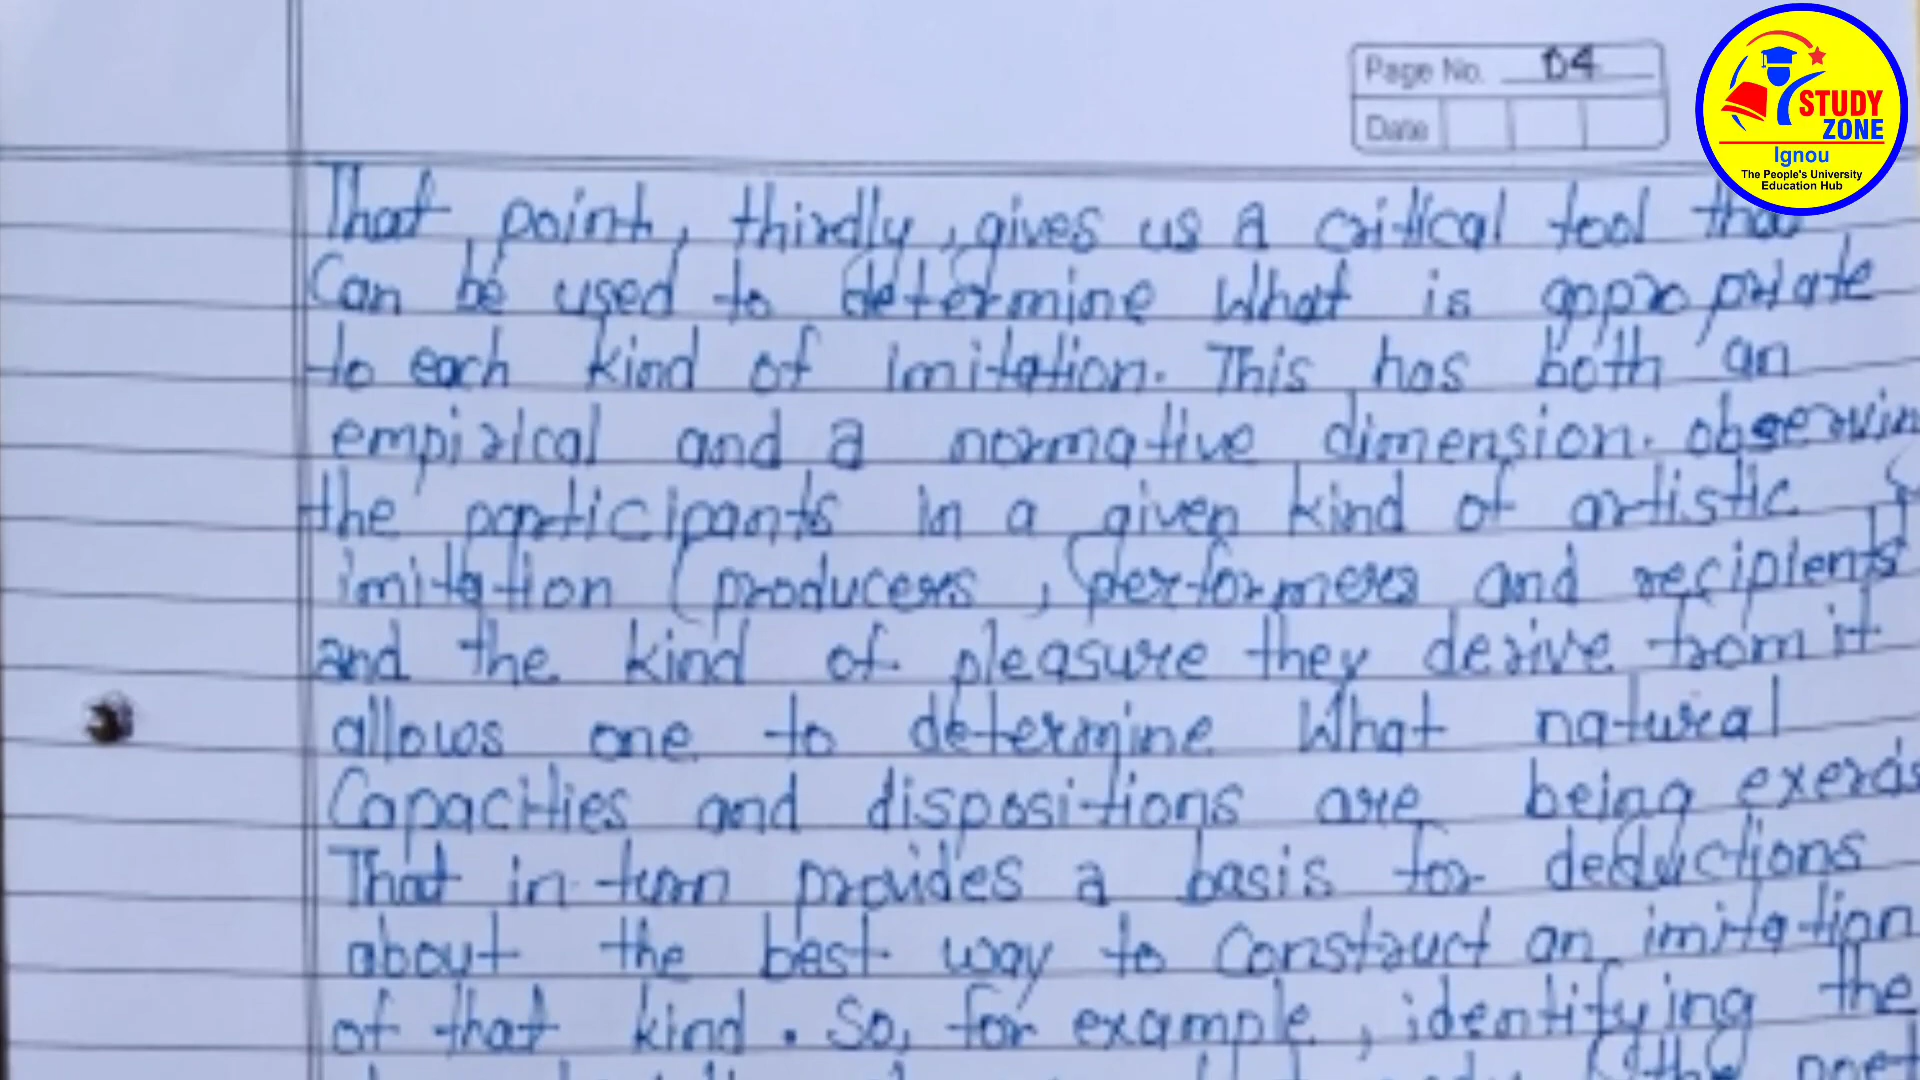 Page No. 04
Date
STUDY
ZONE
Ignou
The People's University
Education Hub
That point, thirdly, gives us a critical tool
Can be used to determine what is appropriate
to each kind of imitation. This has both an
empirical and a normative dimension. observin
the participants in a given kind of artistic
imitation (producers, performers and recipients
and the kind of pleasure they derive from it
allows one to determine what natural
Capacities and dispositions are being exercis
That in turn provides a basis for deductions
about the best way to construct an imitation
of that kind. So, for example, identifying the
the poet